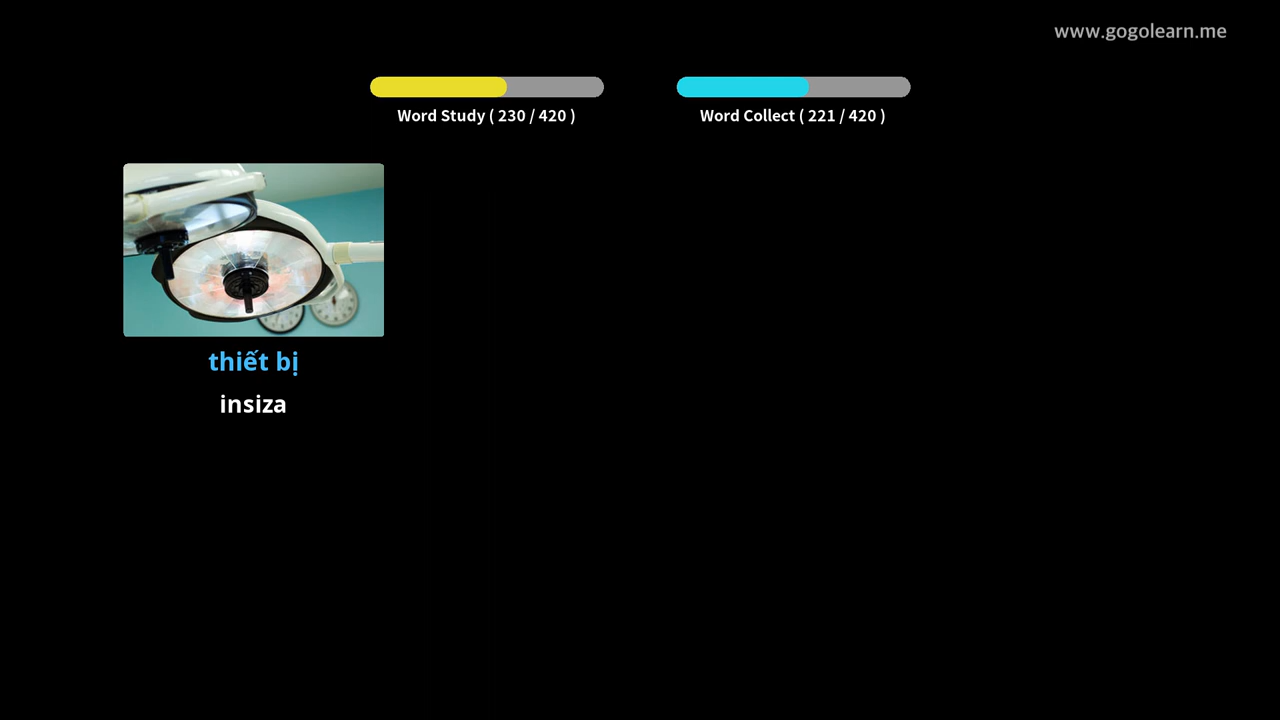 www.gogolearn.me
Word Study ( 230 / 420 )
Word Collect ( 221 / 420 )
thiết bị
insiza